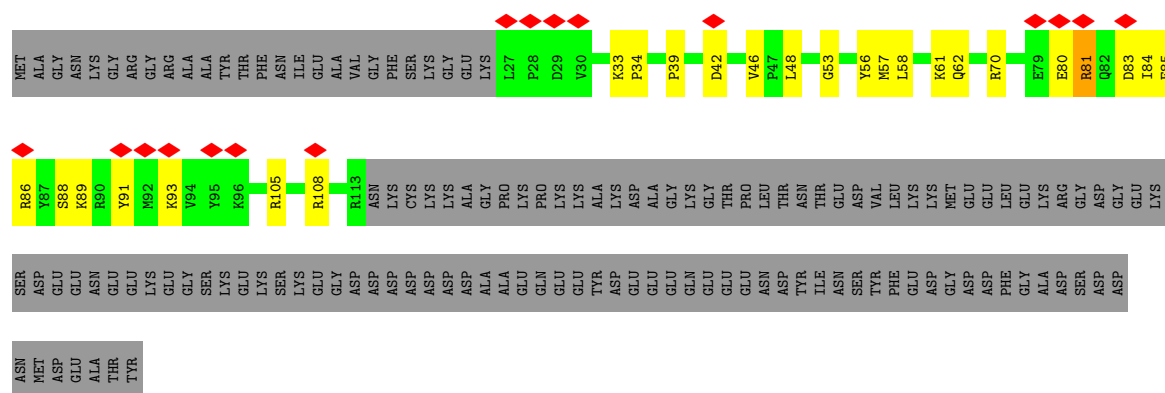 MET ALA GLY ASN LYS GLY ARG GLY ARG ALA ALA TYR THR PHE ASN ILE GLU ALA VAL GLY PHE SER LYS GLY GLU LYS L27 P28 D29 V30 K33 P34 P39 D42 V46 P47 L48 G53 Y56 M57 L58 K61 Q62 R70 E79 E80 R81 Q82 D83 I84
R86 Y87 S88 K89 R90 Y91 M92 K93 V94 Y95 K96 R105 R108 R113 ASN LYS CYS LYS LYS ALA GLY PRO LYS PRO LYS LYS ALA LYS ASP ALA GLY LYS GLY THR PRO LEU THR ASN THR GLU ASP VAL LEU LYS LYS MET GLU GLU LEU GLU LYS ARG GLY ASP GLY GLU LYS
SER ASP GLU GLU ASN GLU GLU LYS GLU GLY SER LYS GLU LYS SER LYS GLU GLY ASP ASP ASP ASP ASP ASP ASP ALA ALA GLU GLN GLU GLU TYR ASP GLU GLU GLU GLN GLU GLU GLU ASN ASP TYR ILE ASN SER TYR PHE GLU ASP GLY ASP ASP PHE GLY ALA ASP SER ASP ASP
ASN MET ASP GLU ALA THR TYR